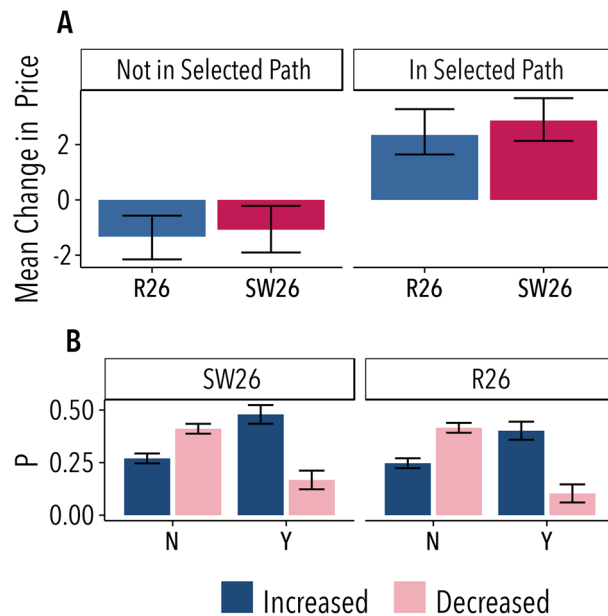 A
Not in Selected Path In Selected Path
Mean Change in Price
2
0
-2
R26 SW26 R26 SW26
B
SW26 R26
P
0.50
0.25
0.00
N Y N Y
Increased Decreased